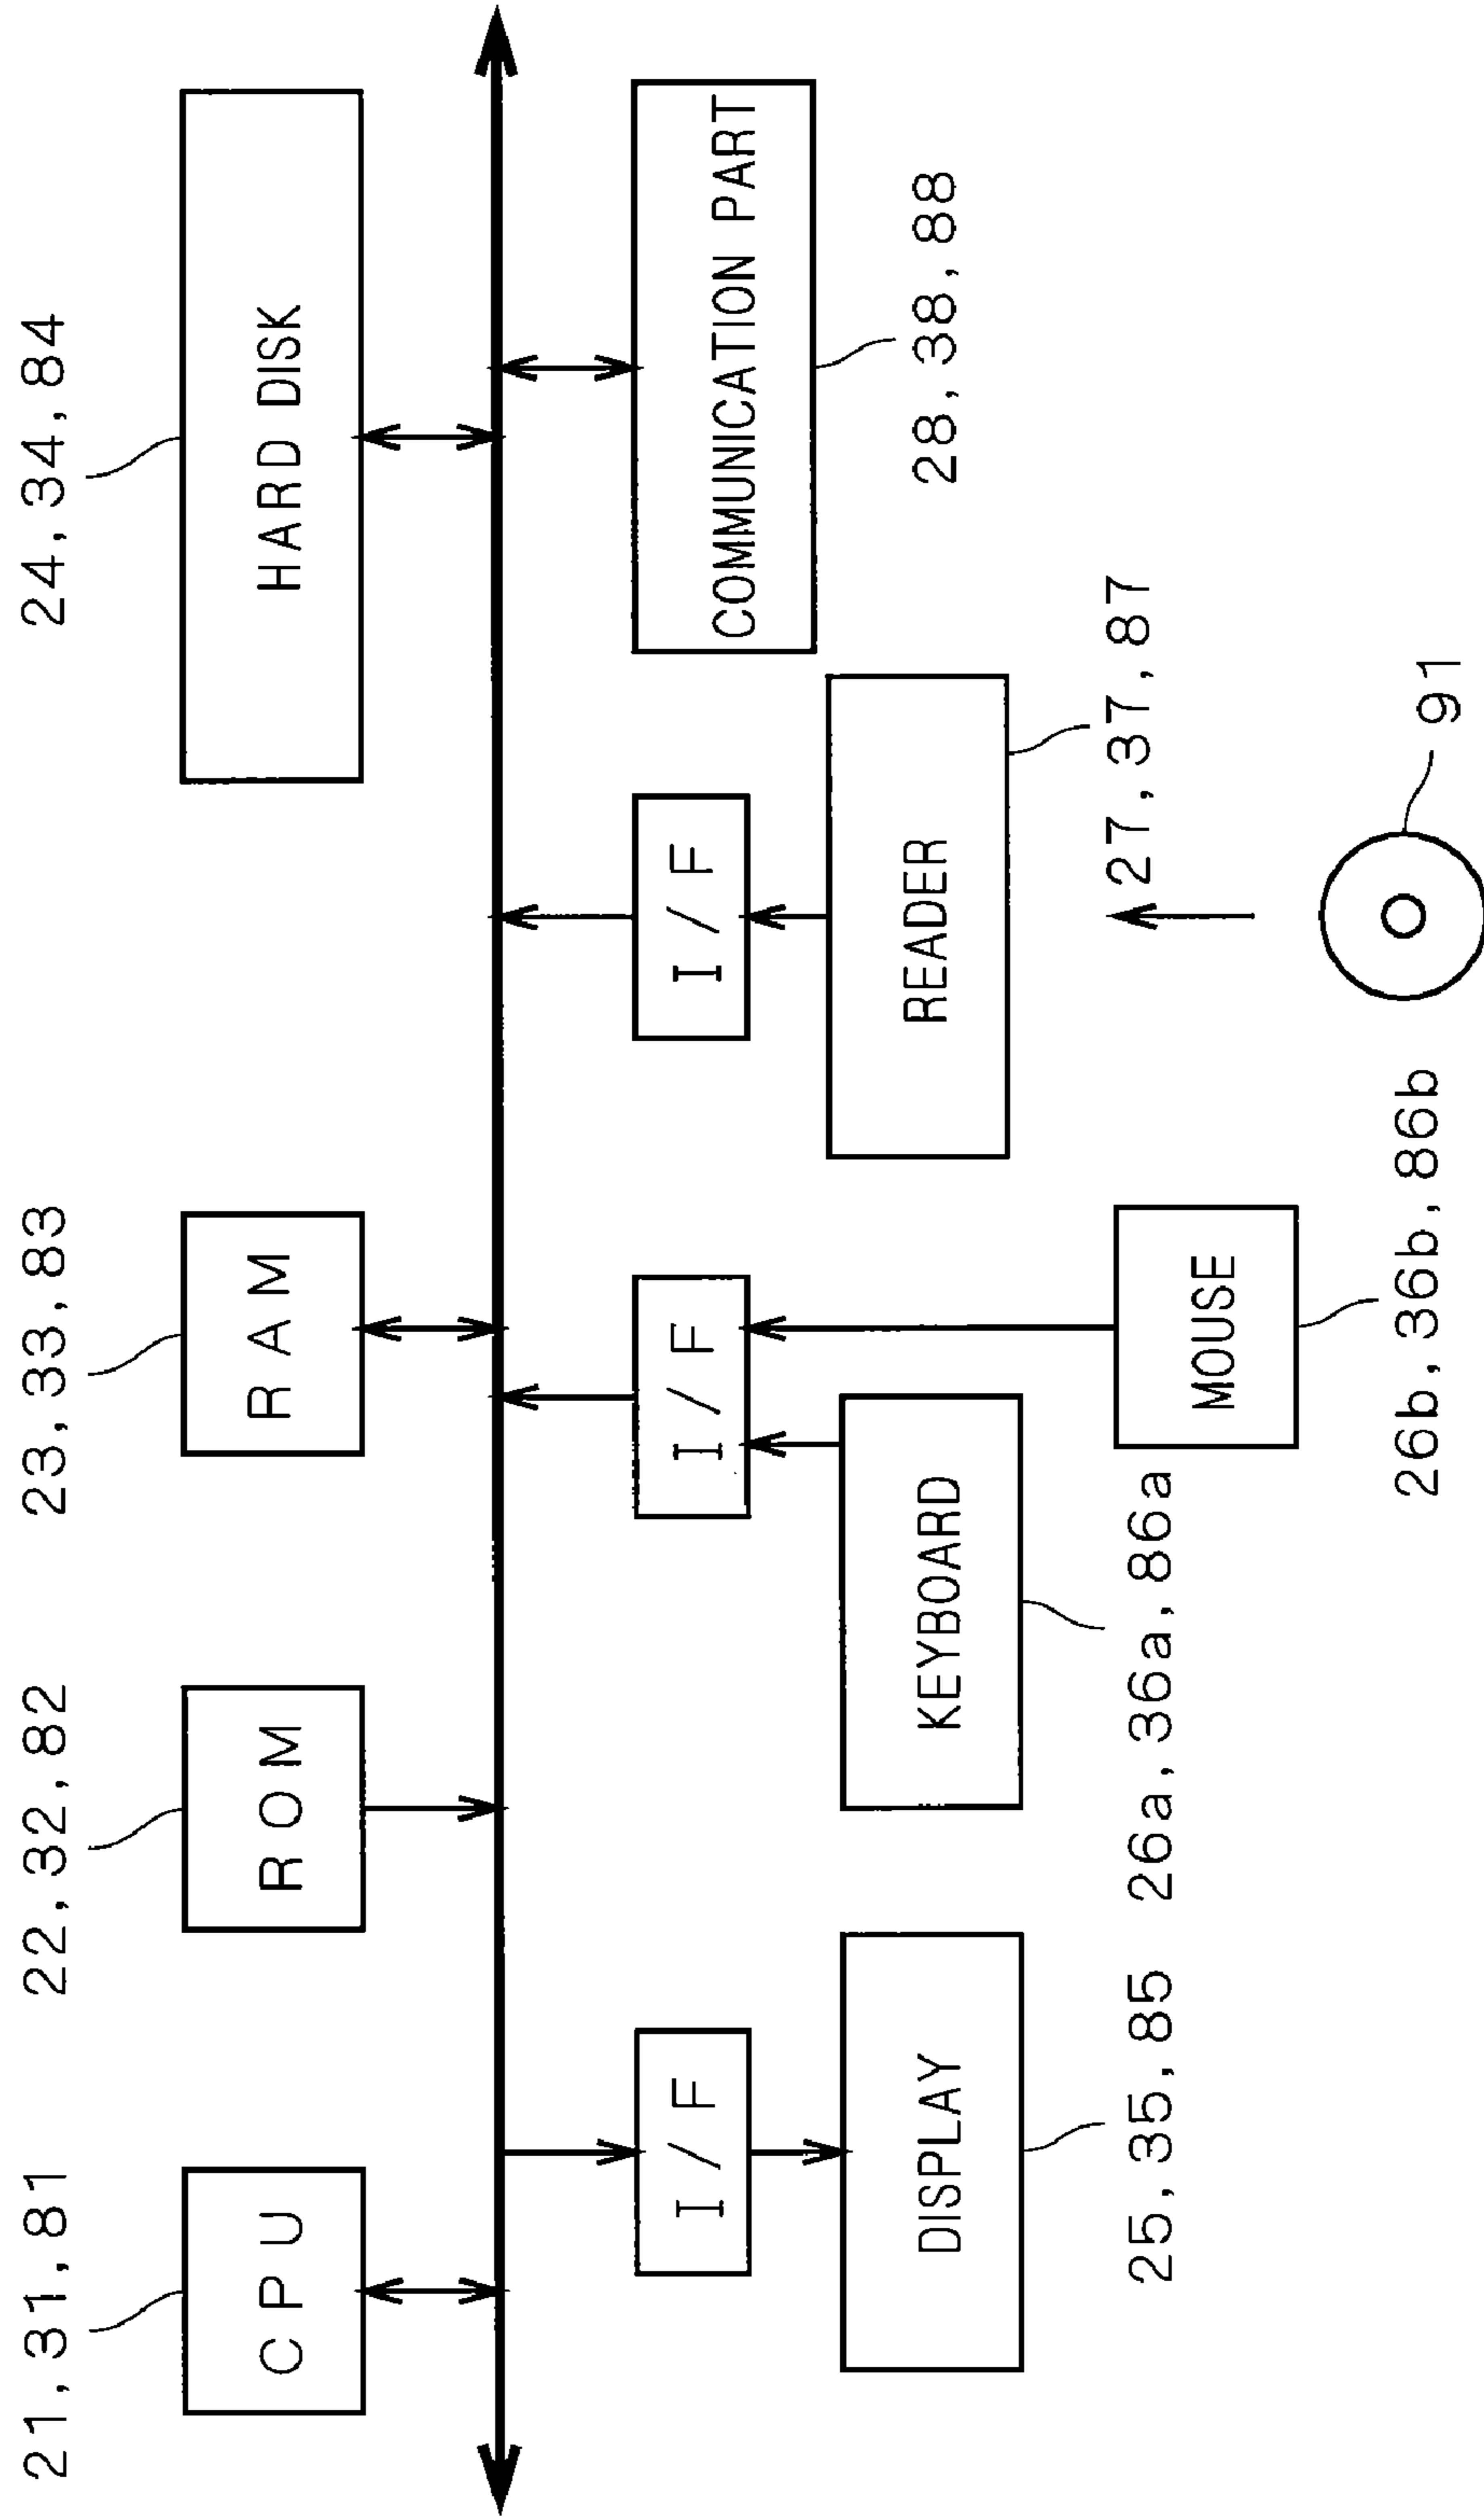 21,31,81
22,32,82
23,33,83
24,34,84
CPU
ROM
RAM
HARD DISK
I/F
I/F
I/F
COMMUNICATION PART
28,38,88
DISPLAY
KEYBOARD
READER
25,35,85
26a,36a,86a
27,37,87
MOUSE
26b,36b,86b
91